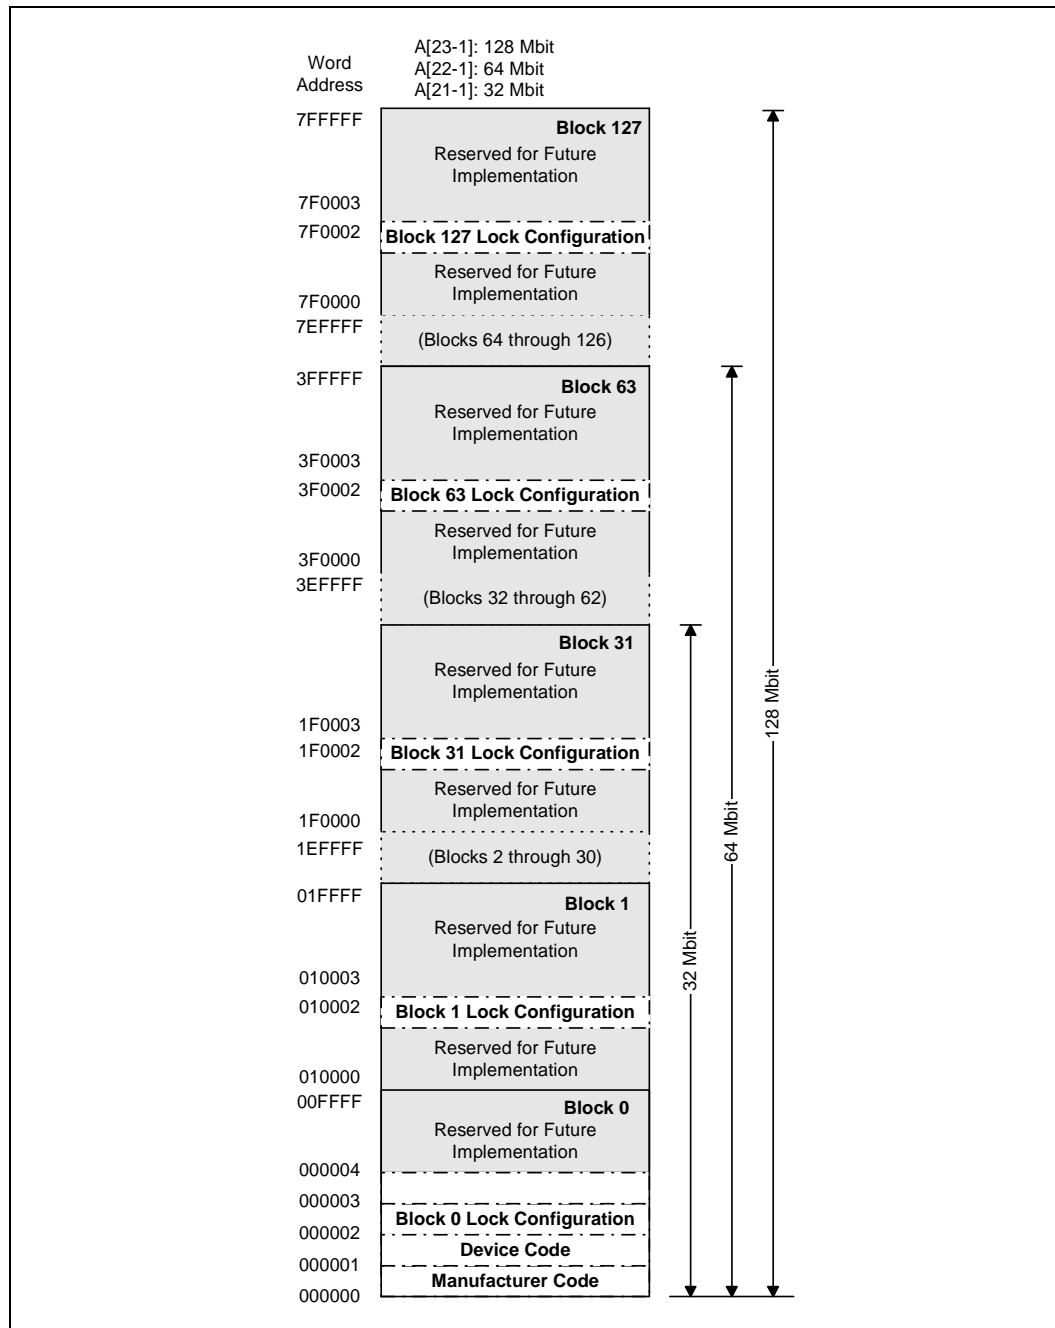 A[23-1]: 128 Mbit
A[22-1]: 64 Mbit
A[21-1]: 32 Mbit
Word
Address
7FFFFF
Block 127
Reserved for Future
Implementation
7F0003
7F0002
Block 127 Lock Configuration
Reserved for Future
Implementation
7F0000
7EFFFF
(Blocks 64 through 126)
3FFFFF
Block 63
Reserved for Future
Implementation
3F0003
3F0002
Block 63 Lock Configuration
Reserved for Future
Implementation
3F0000
3EFFFF
(Blocks 32 through 62)
Block 31
Reserved for Future
Implementation
1F0003
1F0002
Block 31 Lock Configuration
Reserved for Future
Implementation
1F0000
1EFFFF
(Blocks 2 through 30)
01FFFF
Block 1
Reserved for Future
Implementation
010003
010002
Block 1 Lock Configuration
Reserved for Future
Implementation
010000
00FFFF
Block 0
Reserved for Future
Implementation
000004
000003
Block 0 Lock Configuration
000002
Device Code
000001
Manufacturer Code
000000
32 Mbit
64 Mbit
128 Mbit